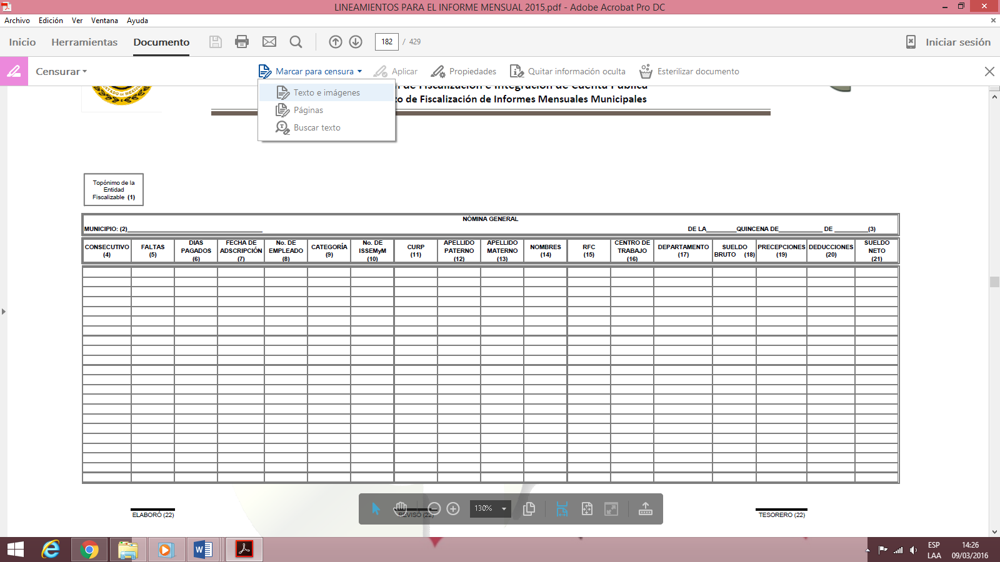 LINEAMIENTOS PARA EL INFORME MENSUAL 2015.pdf - Adobe Acrobat Pro DC
Archivo Edición Ver Ventana Ayuda
Inicio Herramientas Documento 182 / 429 Iniciar sesión
Censurar Marcar para censura Aplicar Propiedades Quitar información oculta Esterilizar documento
Texto e imágenes
Páginas
Buscar texto
ESTADO DE MEXICO
n de Fiscalización e Integración de Cuenta Pública
o de Fiscalización de Informes Mensuales Municipales
Topónimo de la
Entidad
Fiscalizable (1)
NÓMINA GENERAL
MUNICIPIO: (2) DE LA QUINCENA DE DE (3)
CONSECUTIVO (4)
FALTAS (5)
DIAS PAGADOS (6)
FECHA DE ADSCRIPCIÓN (7)
No. DE EMPLEADO (8)
CATEGORÍA (9)
No. DE ISSEMyM (10)
CURP (11)
APELLIDO PATERNO (12)
APELLIDO MATERNO (13)
NOMBRES (14)
RFC (15)
CENTRO DE TRABAJO (16)
DEPARTAMENTO (17)
SUELDO BRUTO (18)
PRECEPCIONES (19)
DEDUCCIONES (20)
SUELDO NETO (21)
ELABORÓ (22) REVISÓ (22) TESORERO (22)
130%
ESP 14:26
LAA 09/03/2016